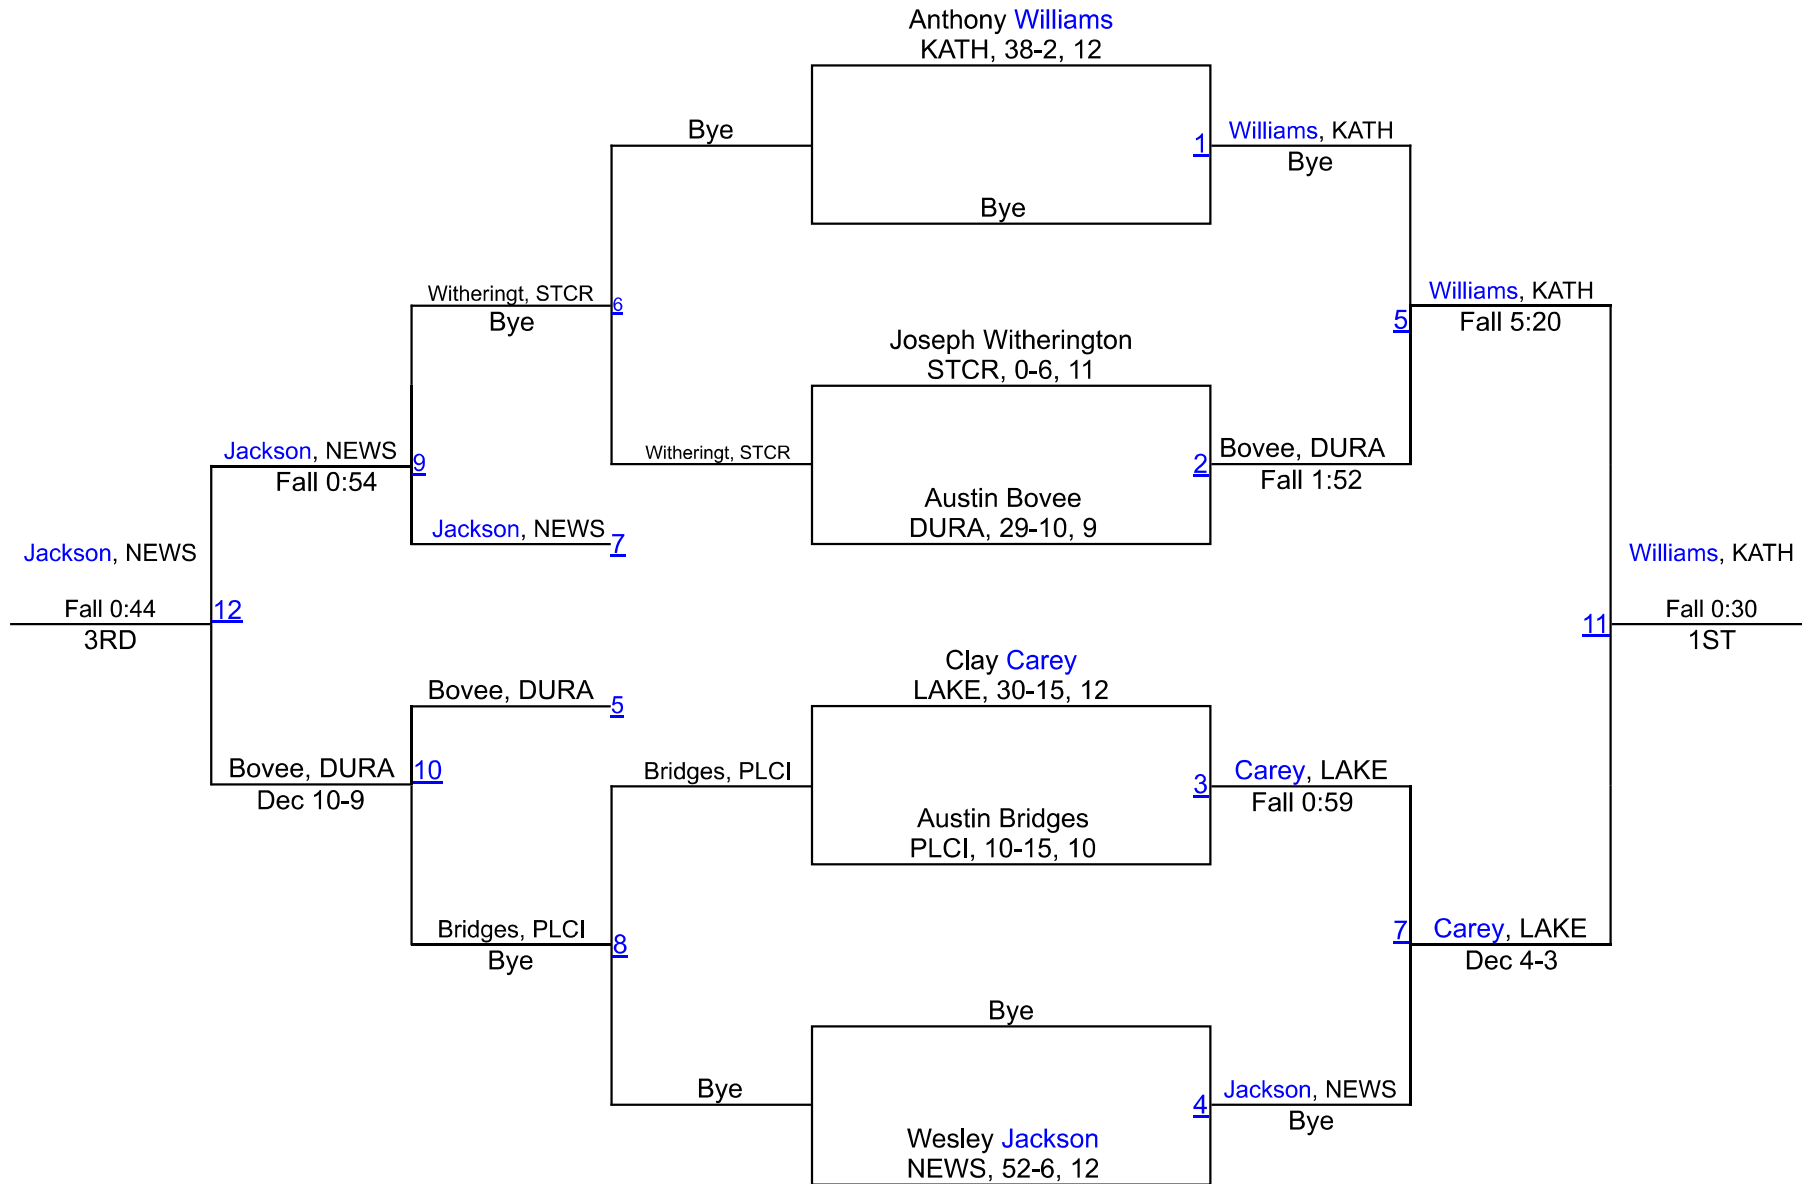 Anthony Williams
KATH, 38-2, 12
Bye
1
Williams, KATH
Bye
Bye
Witheringt, STCR
Bye
6
Williams, KATH
Fall 5:20
5
Joseph Witherington
STCR, 0-6, 11
Jackson, NEWS
Fall 0:54
9
Witheringt, STCR
2
Bovee, DURA
Fall 1:52
Austin Bovee
DURA, 29-10, 9
Jackson, NEWS
7
Jackson, NEWS
Fall 0:44
3RD
12
Williams, KATH
Fall 0:30
1ST
11
Clay Carey
LAKE, 30-15, 12
Bovee, DURA
5
Bovee, DURA
Dec 10-9
10
Bridges, PLCI
3
Carey, LAKE
Fall 0:59
Austin Bridges
PLCI, 10-15, 10
Bridges, PLCI
Bye
8
7
Carey, LAKE
Dec 4-3
Bye
Bye
4
Jackson, NEWS
Bye
Wesley Jackson
NEWS, 52-6, 12